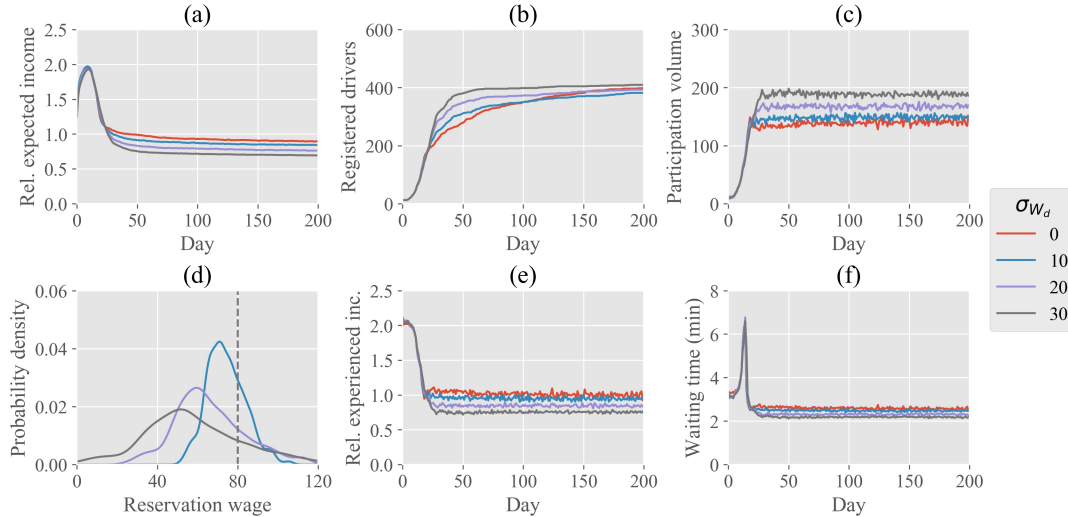 (a)
Rel. expected income
2.5
2.0
1.5
1.0
0.5
0.0
0 50 100 150 200
Day
(b)
Registered drivers
600
400
200
0
0 50 100 150 200
Day
(c)
Participation volume
300
200
100
0
0 50 100 150 200
Day
(d)
Probability density
0.06
0.04
0.02
0.00
0 40 80 120
Reservation wage
(e)
Rel. experienced inc.
2.5
2.0
1.5
1.0
0.5
0.0
0 50 100 150 200
Day
(f)
Waiting time (min)
8
6
4
2
0
0 50 100 150 200
Day
σ_{W_d}
0
10
20
30